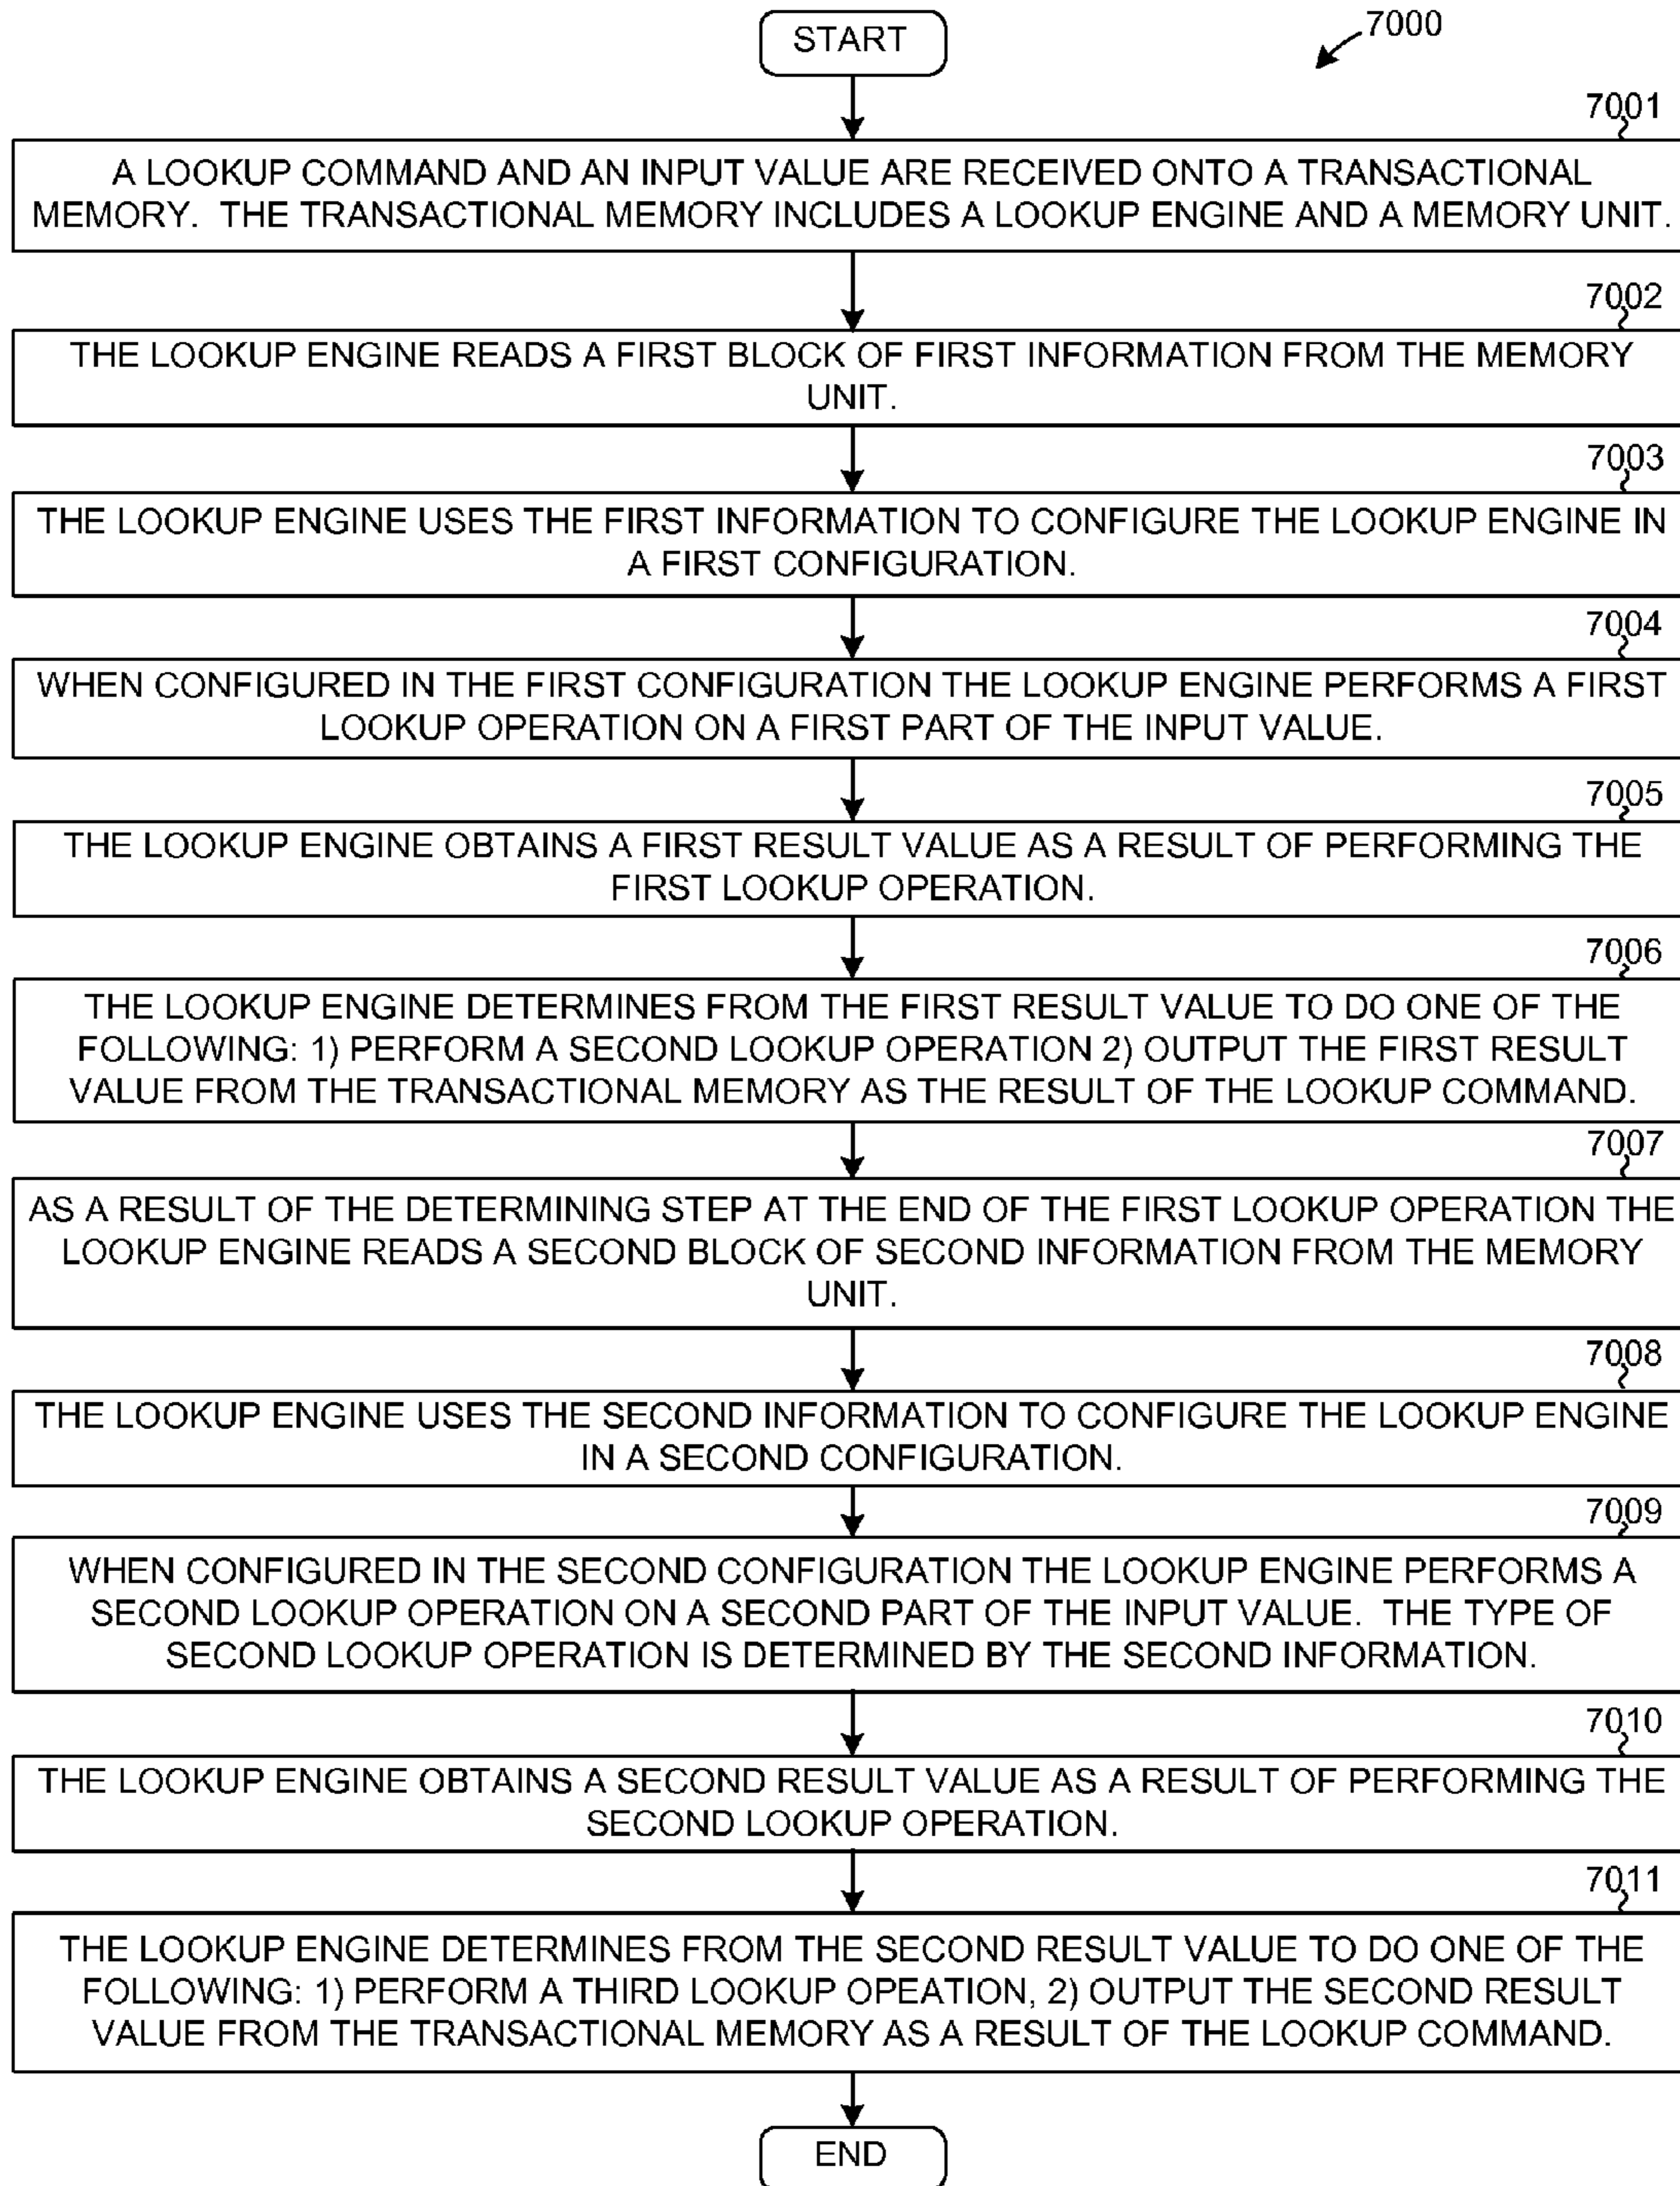 START
7000
7001
A LOOKUP COMMAND AND AN INPUT VALUE ARE RECEIVED ONTO A TRANSACTIONAL
MEMORY. THE TRANSACTIONAL MEMORY INCLUDES A LOOKUP ENGINE AND A MEMORY UNIT.
7002
THE LOOKUP ENGINE READS A FIRST BLOCK OF FIRST INFORMATION FROM THE MEMORY
UNIT.
7003
THE LOOKUP ENGINE USES THE FIRST INFORMATION TO CONFIGURE THE LOOKUP ENGINE IN
A FIRST CONFIGURATION.
7004
WHEN CONFIGURED IN THE FIRST CONFIGURATION THE LOOKUP ENGINE PERFORMS A FIRST
LOOKUP OPERATION ON A FIRST PART OF THE INPUT VALUE.
7005
THE LOOKUP ENGINE OBTAINS A FIRST RESULT VALUE AS A RESULT OF PERFORMING THE
FIRST LOOKUP OPERATION.
7006
THE LOOKUP ENGINE DETERMINES FROM THE FIRST RESULT VALUE TO DO ONE OF THE
FOLLOWING: 1) PERFORM A SECOND LOOKUP OPERATION 2) OUTPUT THE FIRST RESULT
VALUE FROM THE TRANSACTIONAL MEMORY AS THE RESULT OF THE LOOKUP COMMAND.
7007
AS A RESULT OF THE DETERMINING STEP AT THE END OF THE FIRST LOOKUP OPERATION THE
LOOKUP ENGINE READS A SECOND BLOCK OF SECOND INFORMATION FROM THE MEMORY
UNIT.
7008
THE LOOKUP ENGINE USES THE SECOND INFORMATION TO CONFIGURE THE LOOKUP ENGINE
IN A SECOND CONFIGURATION.
7009
WHEN CONFIGURED IN THE SECOND CONFIGURATION THE LOOKUP ENGINE PERFORMS A
SECOND LOOKUP OPERATION ON A SECOND PART OF THE INPUT VALUE. THE TYPE OF
SECOND LOOKUP OPERATION IS DETERMINED BY THE SECOND INFORMATION.
7010
THE LOOKUP ENGINE OBTAINS A SECOND RESULT VALUE AS A RESULT OF PERFORMING THE
SECOND LOOKUP OPERATION.
7011
THE LOOKUP ENGINE DETERMINES FROM THE SECOND RESULT VALUE TO DO ONE OF THE
FOLLOWING: 1) PERFORM A THIRD LOOKUP OPEATION, 2) OUTPUT THE SECOND RESULT
VALUE FROM THE TRANSACTIONAL MEMORY AS A RESULT OF THE LOOKUP COMMAND.
END